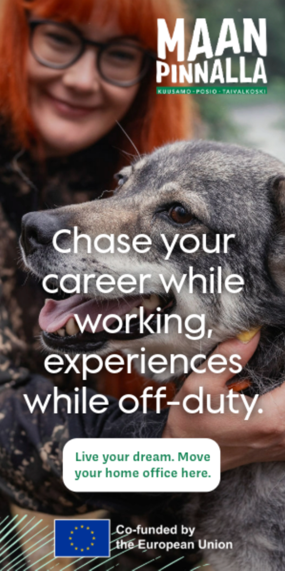 MAAN
PINNALLA
KUUSAMO · POSIO · TAIVALKOSKI
Chase your
career while
working,
experiences
while off-duty.
Live your dream. Move
your home office here.
Co-funded by
the European Union